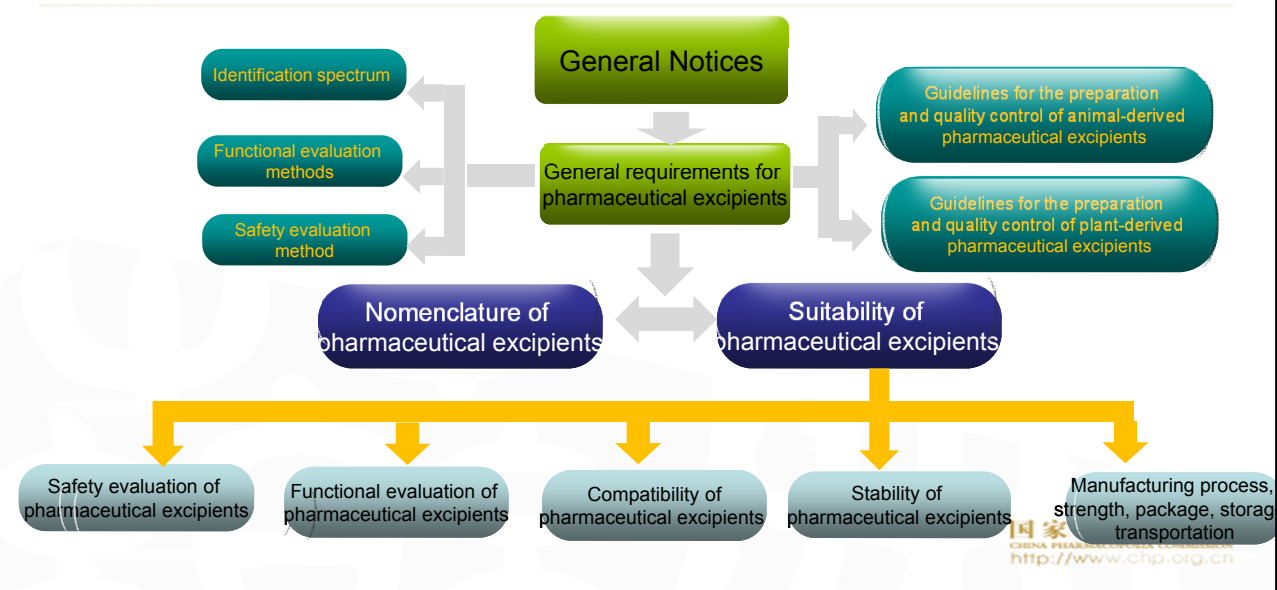 General Notices
Identification spectrum
Guidelines for the preparation
and quality control of animal-derived
pharmaceutical excipients
Functional evaluation
methods
General requirements for
pharmaceutical excipients
Guidelines for the preparation
and quality control of plant-derived
pharmaceutical excipients
Safety evaluation
method
Nomenclature of
pharmaceutical excipients
Suitability of
pharmaceutical excipients
Safety evaluation of
pharmaceutical excipients
Functional evaluation of
pharmaceutical excipients
Compatibility of
pharmaceutical excipients
Stability of
pharmaceutical excipients
Manufacturing process,
strength, package, storag
transportation
国家
CHINA PHARMACOPOEIA COMMISSION
http://www.chp.org.cn